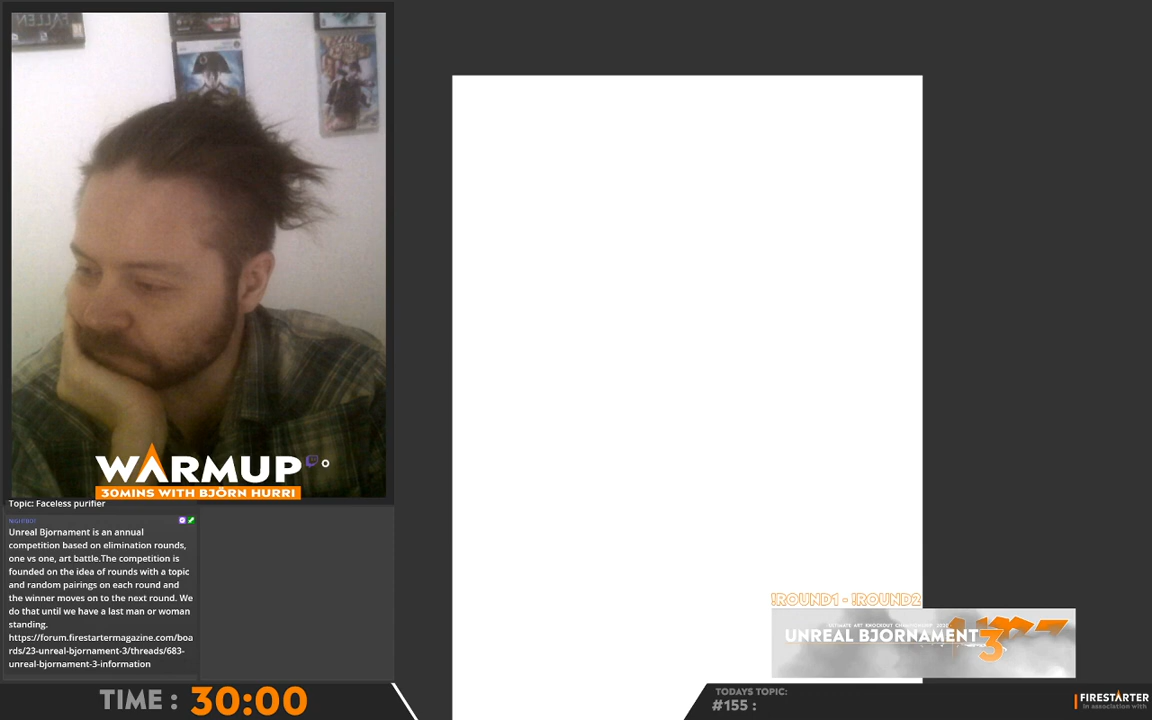 WARMUP
30MINS WITH BJÖRN HURRI
Topic: Faceless purifier
NIGHTBOT
Unreal Bjornament is an annual
competition based on elimination rounds,
one vs one, art battle.The competition is
founded on the idea of rounds with a topic
and random pairings on each round and
the winner moves on to the next round. We
do that until we have a last man or woman
standing.
https://forum.firestartermagazine.com/boa
rds/23-unreal-bjornament-3/threads/683-
unreal-bjornament-3-information
!ROUND1 - !ROUND2
UNREAL BJORNAMENT 3
TIME : 30:00
TODAYS TOPIC:
#155 :
FIRESTARTER
In association with